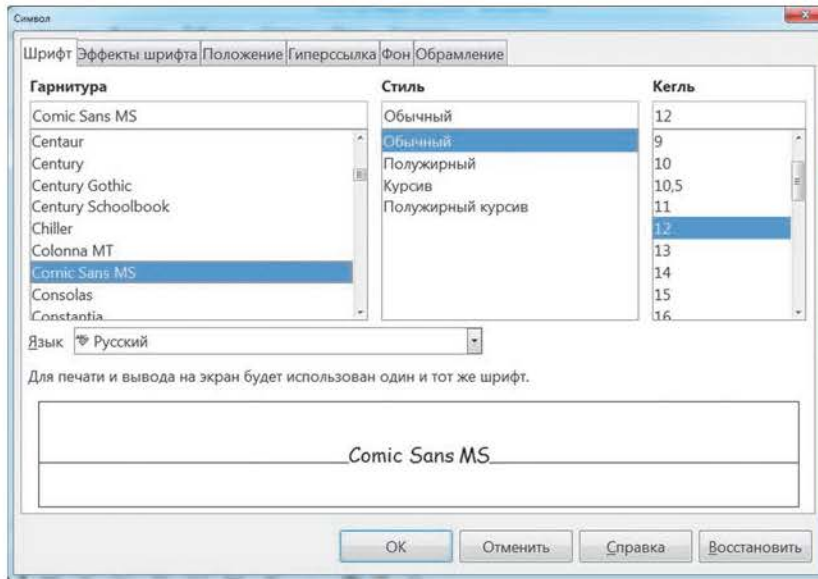 Символ
Шрифт Эффекты шрифта Положение Гиперссылка Фон Обрамление
Гарнитура Стиль Кегль
Comic Sans MS Обычный 12
Centaur Обычный 9
Century Полужирный 10
Century Gothic Курсив 10,5
Century Schoolbook Полужирный курсив 11
Chiller 12
Colonna MT 13
Comic Sans MS 14
Consolas 15
Constantia 16
Язык Русский
Для печати и вывода на экран будет использован один и тот же шрифт.
Comic Sans MS
ОК Отменить Справка Восстановить